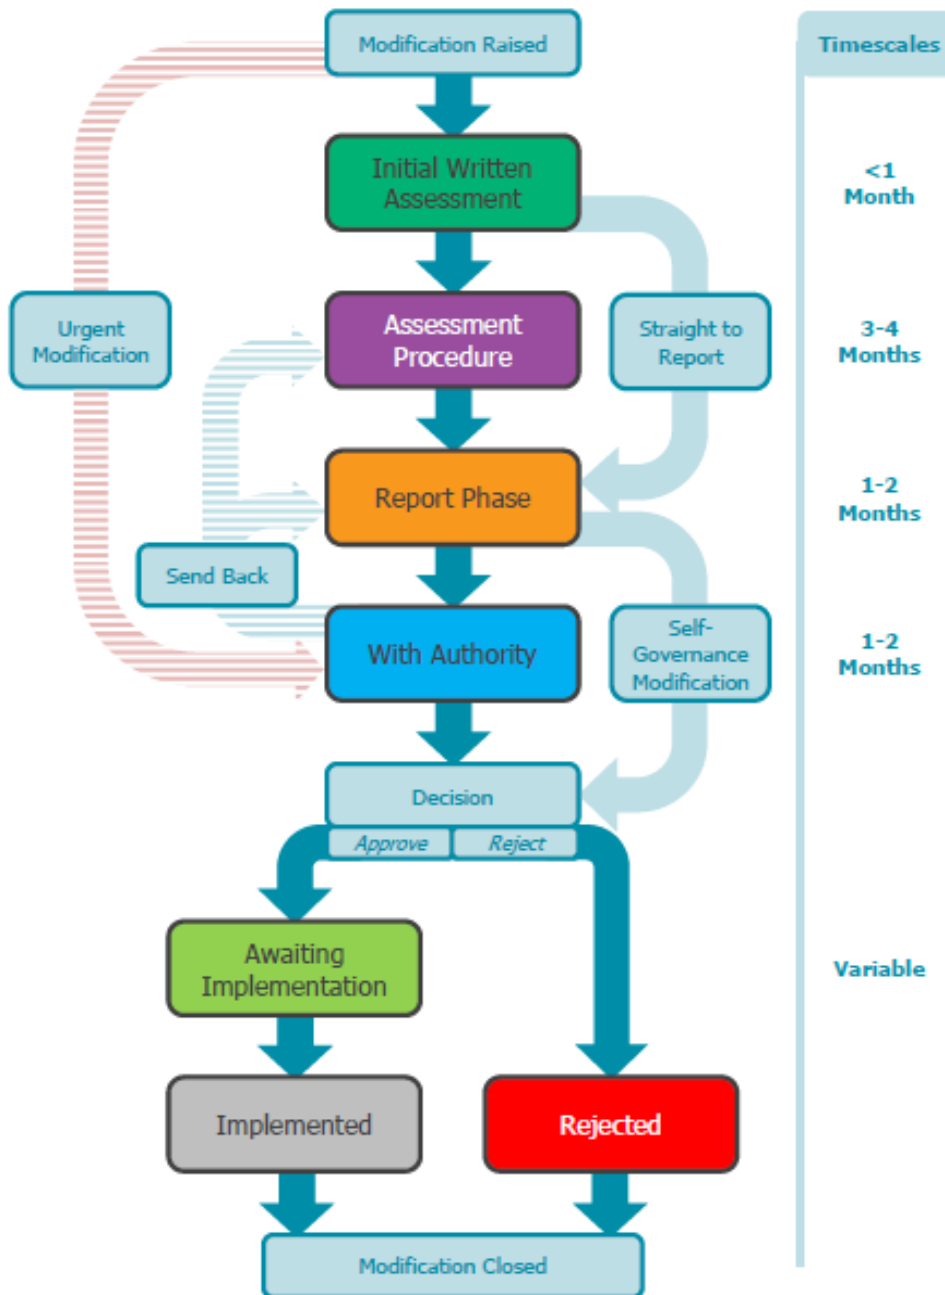 Modification Raised
Timescales
Initial Written
Assessment
<1
Month
Urgent
Modification
Assessment
Procedure
Straight to
Report
3-4
Months
Report Phase
1-2
Months
Send Back
With Authority
Self-
Governance
Modification
1-2
Months
Decision
Approve
Reject
Awaiting
Implementation
Variable
Implemented
Rejected
Modification Closed